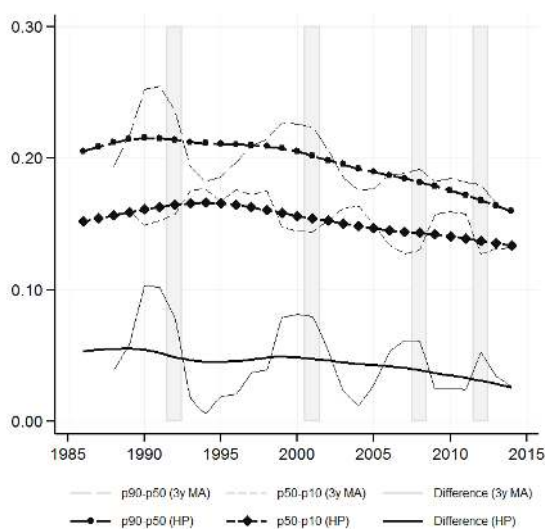 0.30
0.20
0.10
0.00
1985 1990 1995 2000 2005 2010 2015
p90-p50 (3y MA) p50-p10 (3y MA) Difference (3y MA)
p90-p50 (HP) p50-p10 (HP) Difference (HP)